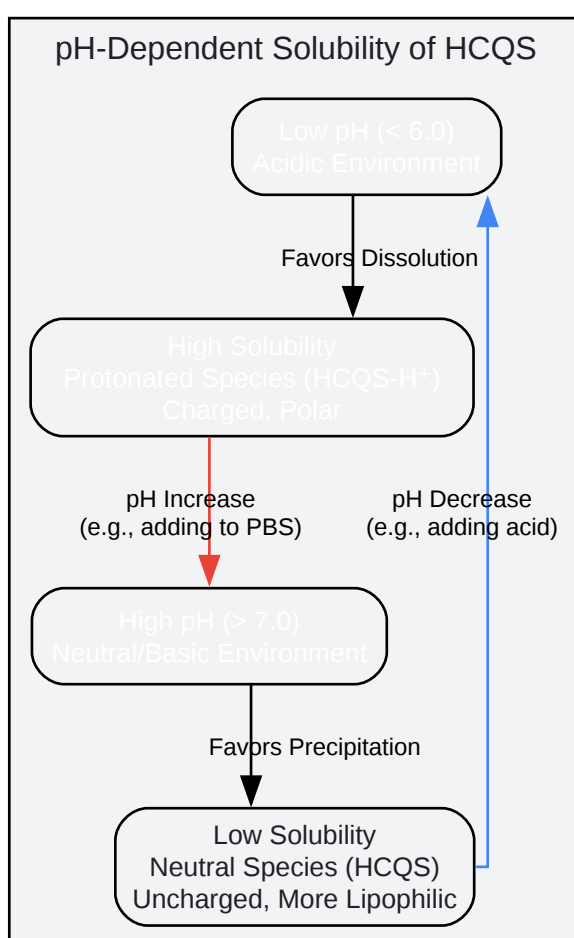 pH-Dependent Solubility of HCQS
Low pH (< 6.0)
Acidic Environment
Favors Dissolution
High Solubility
Protonated Species (HCQS-H⁺)
Charged, Polar
pH Increase
(e.g., adding to PBS)
pH Decrease
(e.g., adding acid)
High pH (> 7.0)
Neutral/Basic Environment
Favors Precipitation
Low Solubility
Neutral Species (HCQS)
Uncharged, More Lipophilic